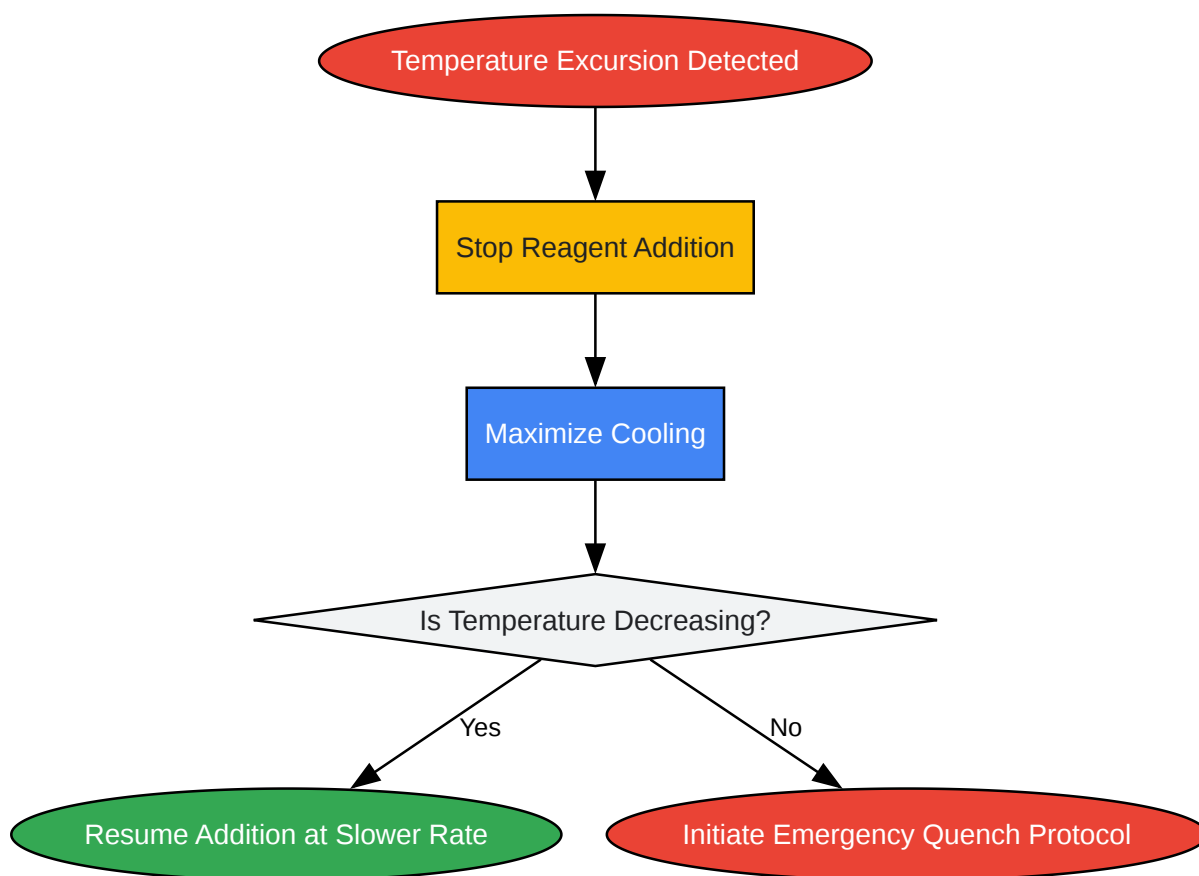 Temperature Excursion Detected
Stop Reagent Addition
Maximize Cooling
Is Temperature Decreasing?
Yes
No
Resume Addition at Slower Rate
Initiate Emergency Quench Protocol